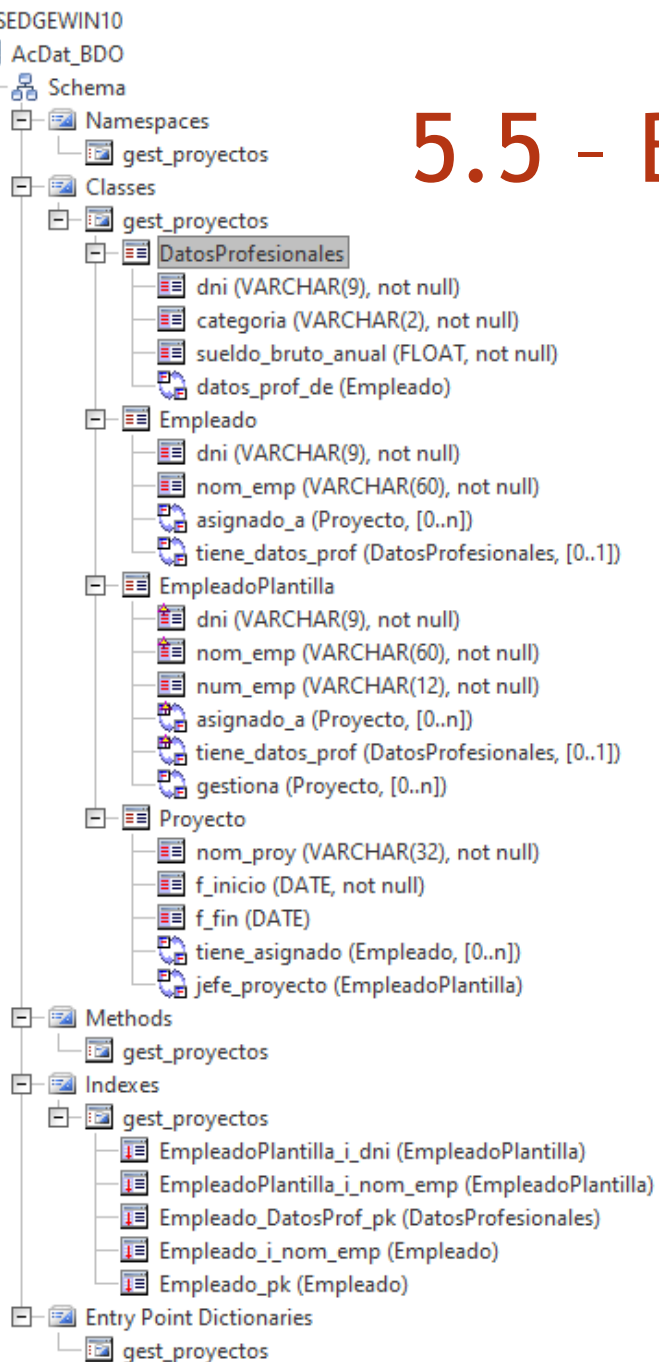 SEDGEWIN10
AcDat_BDO
Schema
5.5 - E
Namespaces
gest_proyectos
Classes
gest_proyectos
DatosProfesionales
dni (VARCHAR(9), not null)
categoria (VARCHAR(2), not null)
sueldo_bruto_anual (FLOAT, not null)
datos_prof_de (Empleado)
Empleado
dni (VARCHAR(9), not null)
nom_emp (VARCHAR(60), not null)
asignado_a (Proyecto, [0..n])
tiene_datos_prof (DatosProfesionales, [0..1])
EmpleadoPlantilla
dni (VARCHAR(9), not null)
nom_emp (VARCHAR(60), not null)
num_emp (VARCHAR(12), not null)
asignado_a (Proyecto, [0..n])
tiene_datos_prof (DatosProfesionales, [0..1])
gestiona (Proyecto, [0..n])
Proyecto
nom_proy (VARCHAR(32), not null)
f_inicio (DATE, not null)
f_fin (DATE)
tiene_asignado (Empleado, [0..n])
jefe_proyecto (EmpleadoPlantilla)
Methods
gest_proyectos
Indexes
gest_proyectos
EmpleadoPlantilla_i_dni (EmpleadoPlantilla)
EmpleadoPlantilla_i_nom_emp (EmpleadoPlantilla)
Empleado_DatosProf_pk (DatosProfesionales)
Empleado_i_nom_emp (Empleado)
Empleado_pk (Empleado)
Entry Point Dictionaries
gest_proyectos